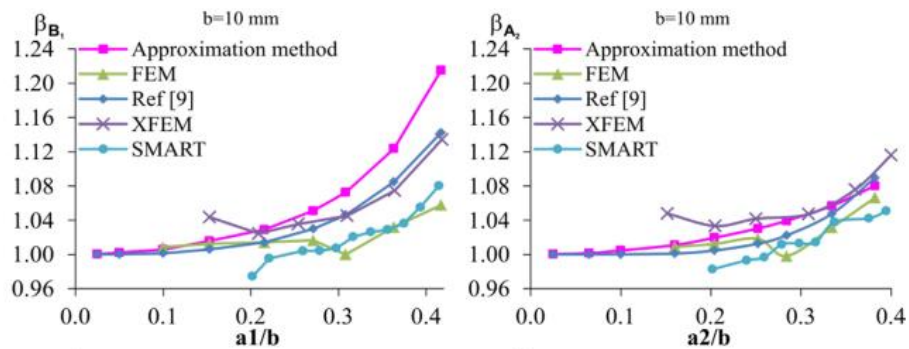 β_B₁ b=10 mm
1.24
1.20
1.16
1.12
1.08
1.04
1.00
0.96
Approximation method
FEM
Ref [9]
XFEM
SMART
0.0 0.1 0.2 0.3 0.4
a1/b
β_A₂ b=10 mm
1.24
1.20
1.16
1.12
1.08
1.04
1.00
0.96
Approximation method
FEM
Ref [9]
XFEM
SMART
0.0 0.1 0.2 0.3 0.4
a2/b